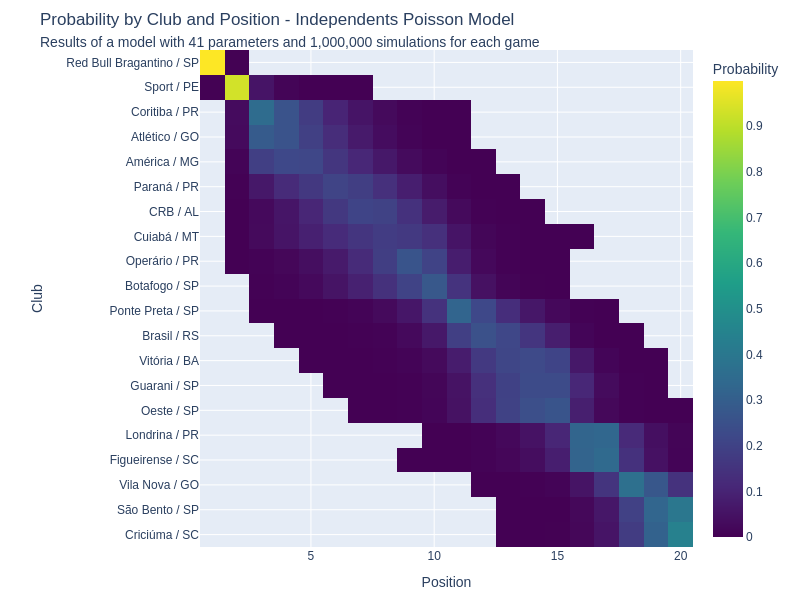 Probability by Club and Position - Independents Poisson Model
Results of a model with 41 parameters and 1,000,000 simulations for each game
Probability
Red Bull Bragantino / SP
Sport / PE
Coritiba / PR
Atlético / GO
América / MG
Paraná / PR
CRB / AL
Cuiabá / MT
Operário / PR
Botafogo / SP
Ponte Preta / SP
Brasil / RS
Vitória / BA
Guarani / SP
Oeste / SP
Londrina / PR
Figueirense / SC
Vila Nova / GO
São Bento / SP
Criciúma / SC
Club
5
10
15
20
Position
0.9
0.8
0.7
0.6
0.5
0.4
0.3
0.2
0.1
0